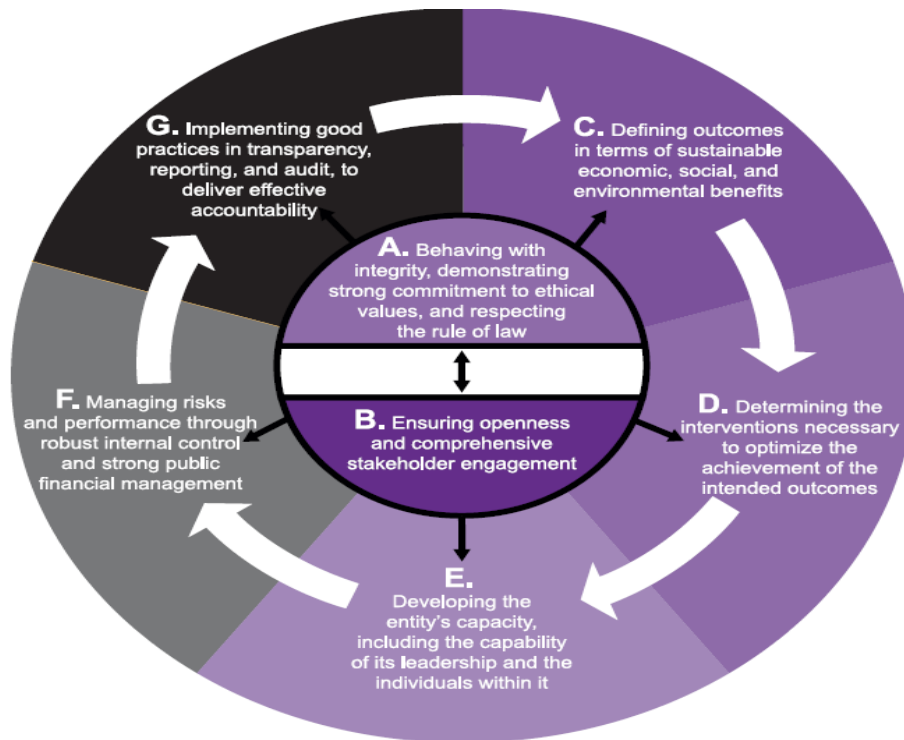 G. Implementing good
practices in transparency,
reporting, and audit, to
deliver effective
accountability
C. Defining outcomes
in terms of sustainable
economic, social, and
environmental benefits
A. Behaving with
integrity, demonstrating
strong commitment to ethical
values, and respecting
the rule of law
B. Ensuring openness
and comprehensive
stakeholder engagement
F. Managing risks
and performance through
robust internal control
and strong public
financial management
D. Determining the
interventions necessary
to optimize the
achievement of the
intended outcomes
E.
Developing the
entity's capacity,
including the capability
of its leadership and the
individuals within it